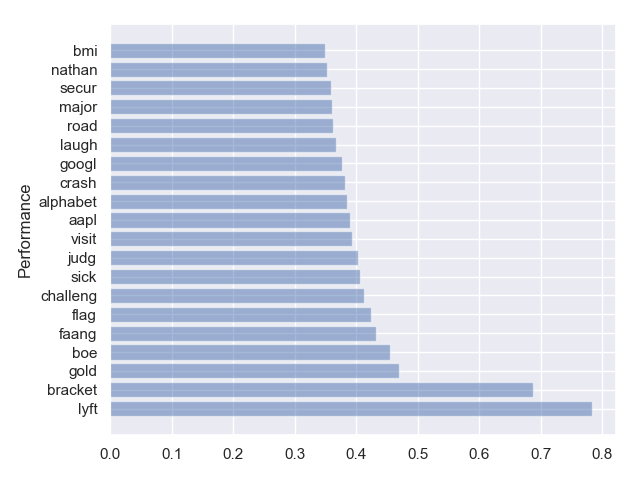 bmi
nathan
secur
major
road
laugh
googl
crash
alphabet
aapl
visit
judg
sick
challeng
flag
faang
boe
gold
bracket
lyft
Performance
0.0 0.1 0.2 0.3 0.4 0.5 0.6 0.7 0.8